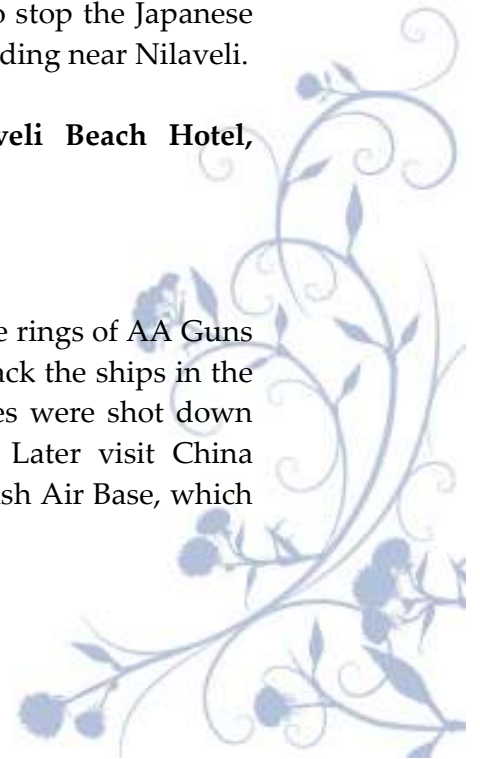 o stop the Japanese
ding near Nilaveli.
veli Beach Hotel,
e rings of AA Guns
ack the ships in the
es were shot down
Later visit China
sh Air Base, which